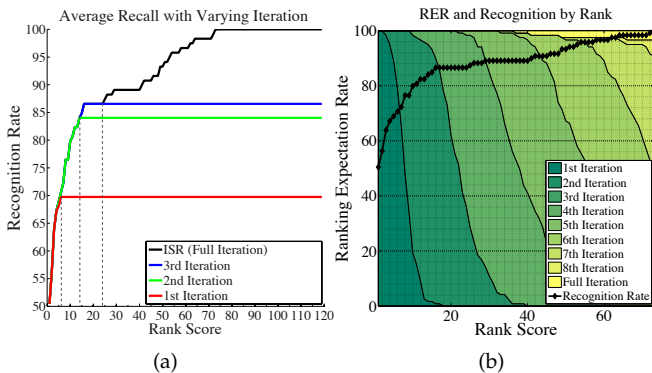 Average Recall with Varying Iteration
Recognition Rate
100
95
90
85
80
75
70
65
60
55
50
ISR (Full Iteration)
3rd Iteration
2nd Iteration
1st Iteration
0 10 20 30 40 50 60 70 80 90 100 110 120
Rank Score
(a)
RER and Recognition by Rank
Ranking Expectation Rate
100
80
60
40
20
0
1st Iteration
2nd Iteration
3rd Iteration
4th Iteration
5th Iteration
6th Iteration
7th Iteration
8th Iteration
Full Iteration
Recognition Rate
20 40 60
Rank Score
(b)